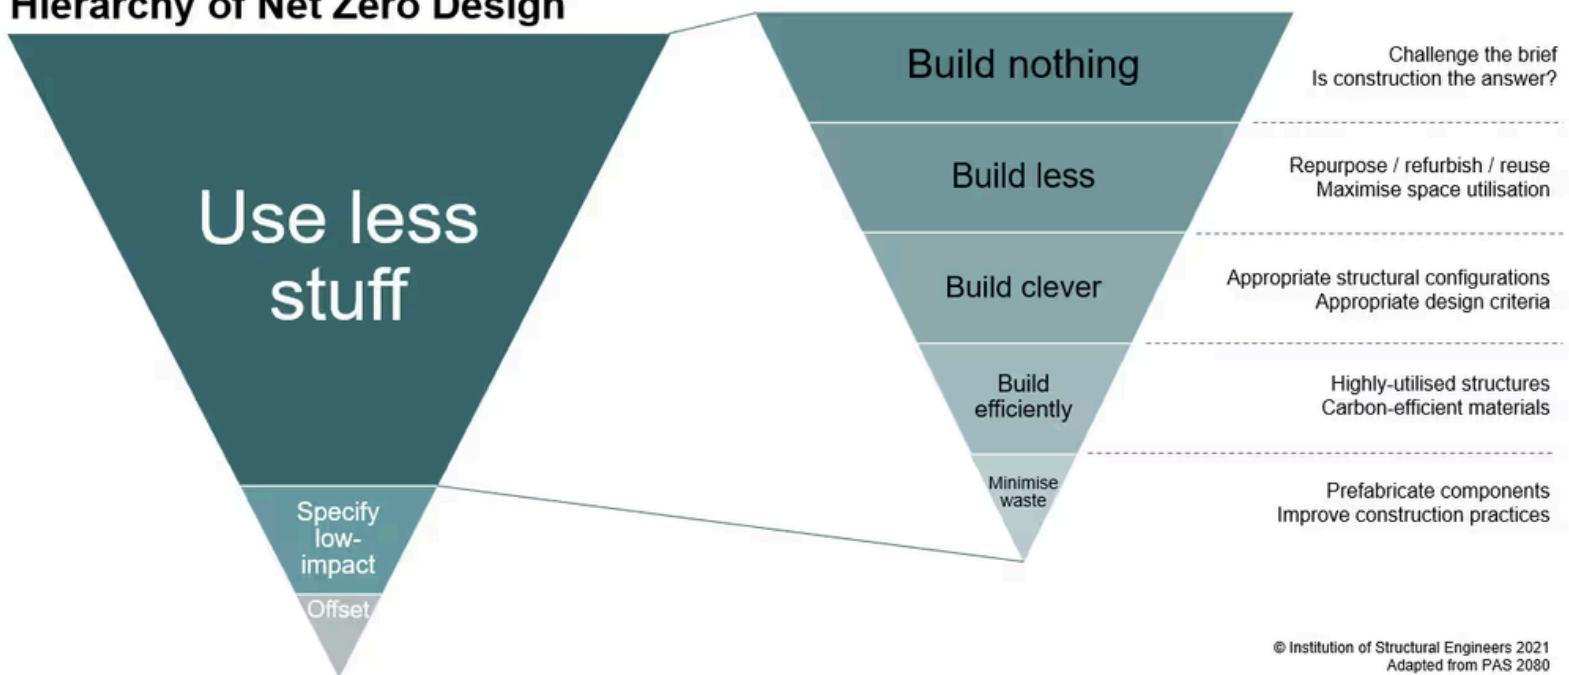 Hierarchy of Net Zero Design
Use less
stuff
Specify
low-
impact
Offset
Build nothing
Challenge the brief
Is construction the answer?
Build less
Repurpose / refurbish / reuse
Maximise space utilisation
Build clever
Appropriate structural configurations
Appropriate design criteria
Build
efficiently
Highly-utilised structures
Carbon-efficient materials
Minimise
waste
Prefabricate components
Improve construction practices
© Institution of Structural Engineers 2021
Adapted from PAS 2080